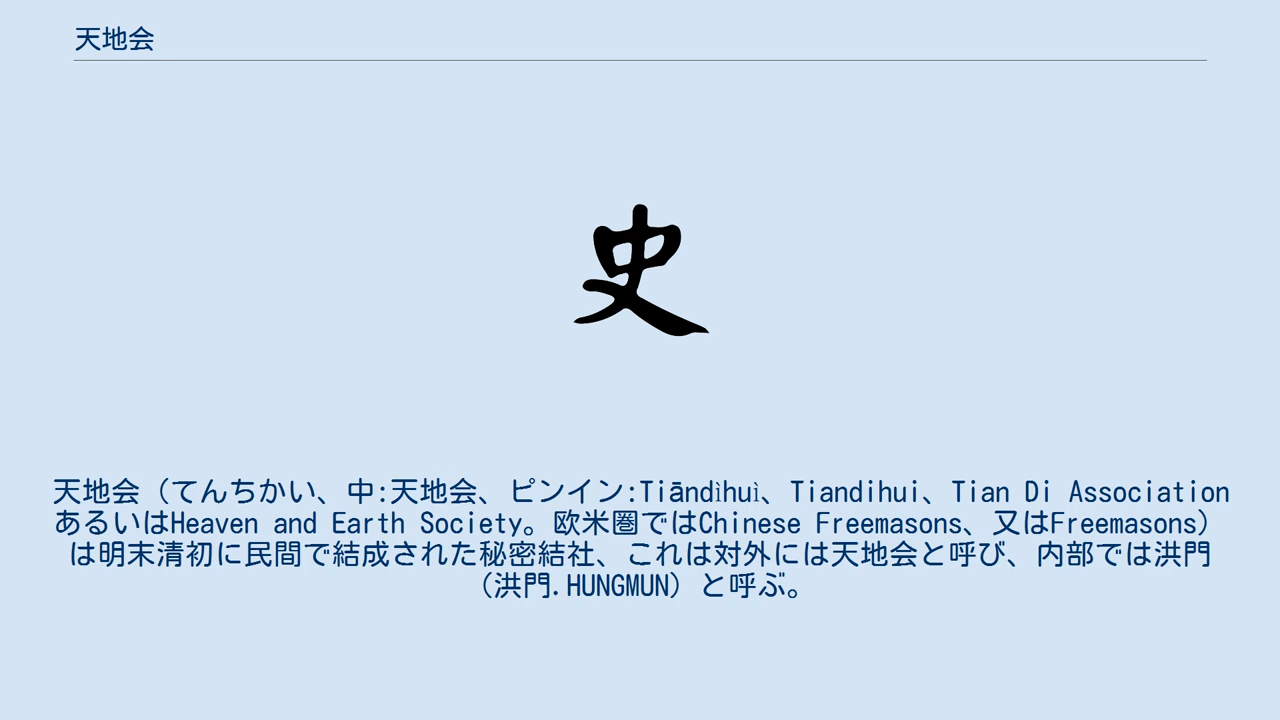 天地会
史
天地会（てんちかい、中:天地会、ピンイン:Tiāndìhuì、Tiandihui、Tian Di Association
あるいはHeaven and Earth Society。欧米圏ではChinese Freemasons、又はFreemasons）
は明末清初に民間で結成された秘密結社、これは対外には天地会と呼び、内部では洪門
（洪門.HUNGMUN）と呼ぶ。